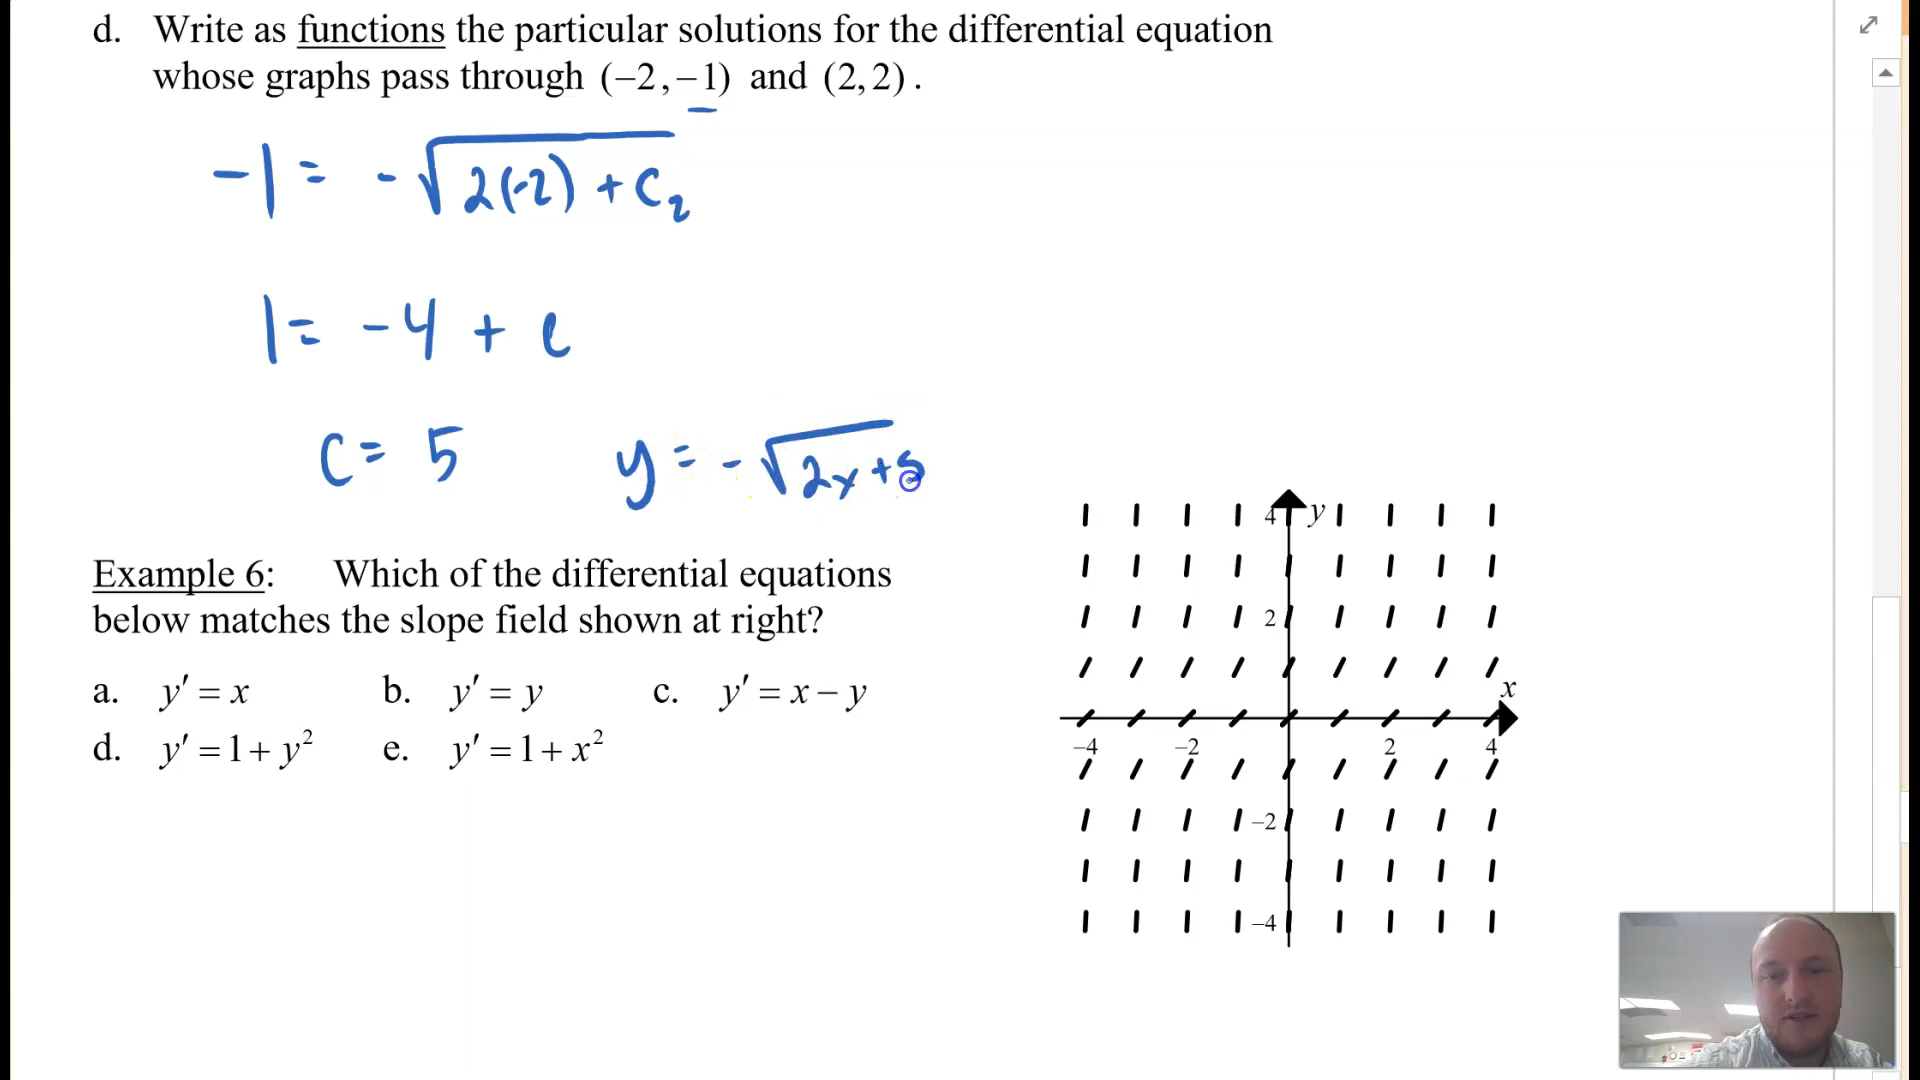 d. Write as functions the particular solutions for the differential equation
whose graphs pass through (−2,−1) and (2,2).
-1 = -√2(-2) + C₂
1 = -4 + c
C = 5 y = -√2x+5
Example 6: Which of the differential equations
below matches the slope field shown at right?
a. y′ = x b. y′ = y c. y′ = x − y
d. y′ = 1 + y² e. y′ = 1 + x²
4 y
2
x
−4 −2 2 4
−2
−4